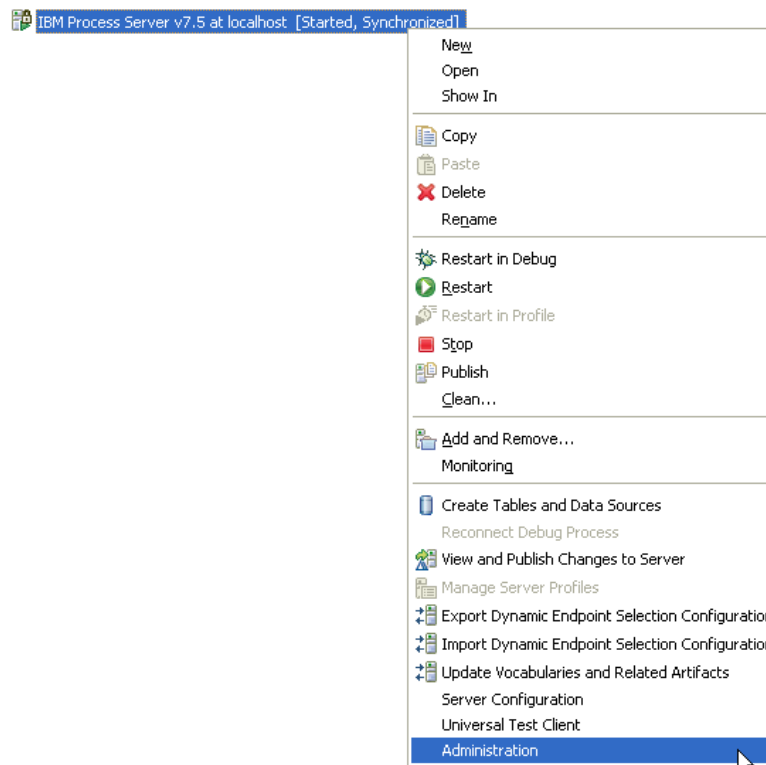 IBM Process Server v7.5 at localhost [Started, Synchronized]
New
Open
Show In
Copy
Paste
Delete
Rename
Restart in Debug
Restart
Restart in Profile
Stop
Publish
Clean...
Add and Remove...
Monitoring
Create Tables and Data Sources
Reconnect Debug Process
View and Publish Changes to Server
Manage Server Profiles
Export Dynamic Endpoint Selection Configuratio
Import Dynamic Endpoint Selection Configuratio
Update Vocabularies and Related Artifacts
Server Configuration
Universal Test Client
Administration